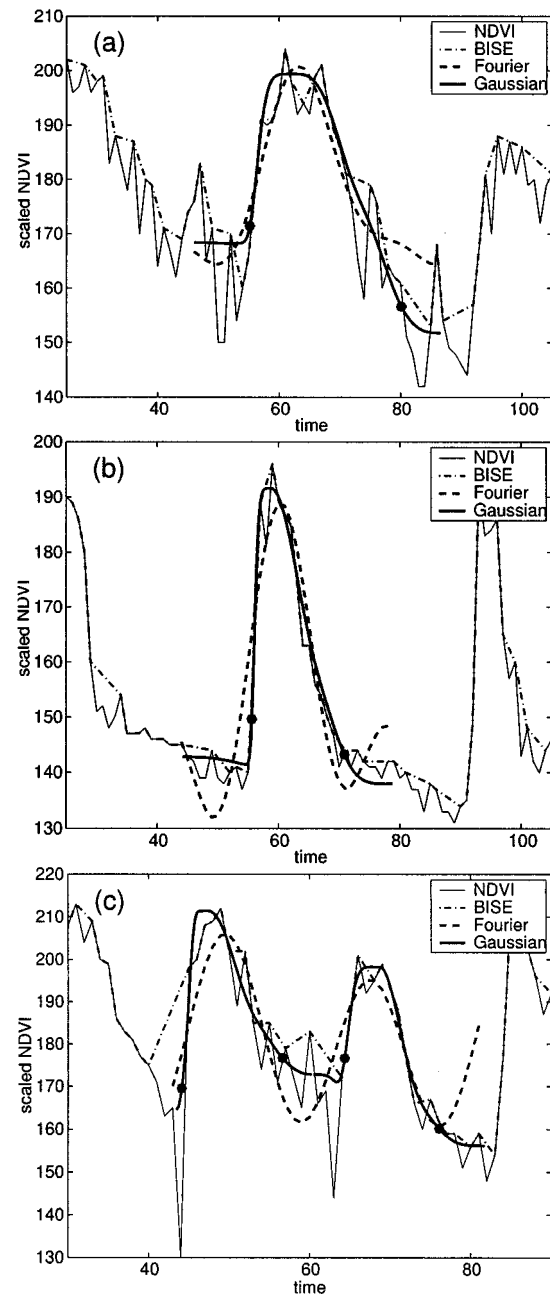 (a)
NDVI
BISE
Fourier
Gaussian
210
200
190
180
170
160
150
140
scaled NDVI
40 60 80 100
time
(b)
NDVI
BISE
Fourier
Gaussian
200
190
180
170
160
150
140
130
scaled NDVI
40 60 80 100
time
(c)
NDVI
BISE
Fourier
Gaussian
220
210
200
190
180
170
160
150
140
130
scaled NDVI
40 60 80
time